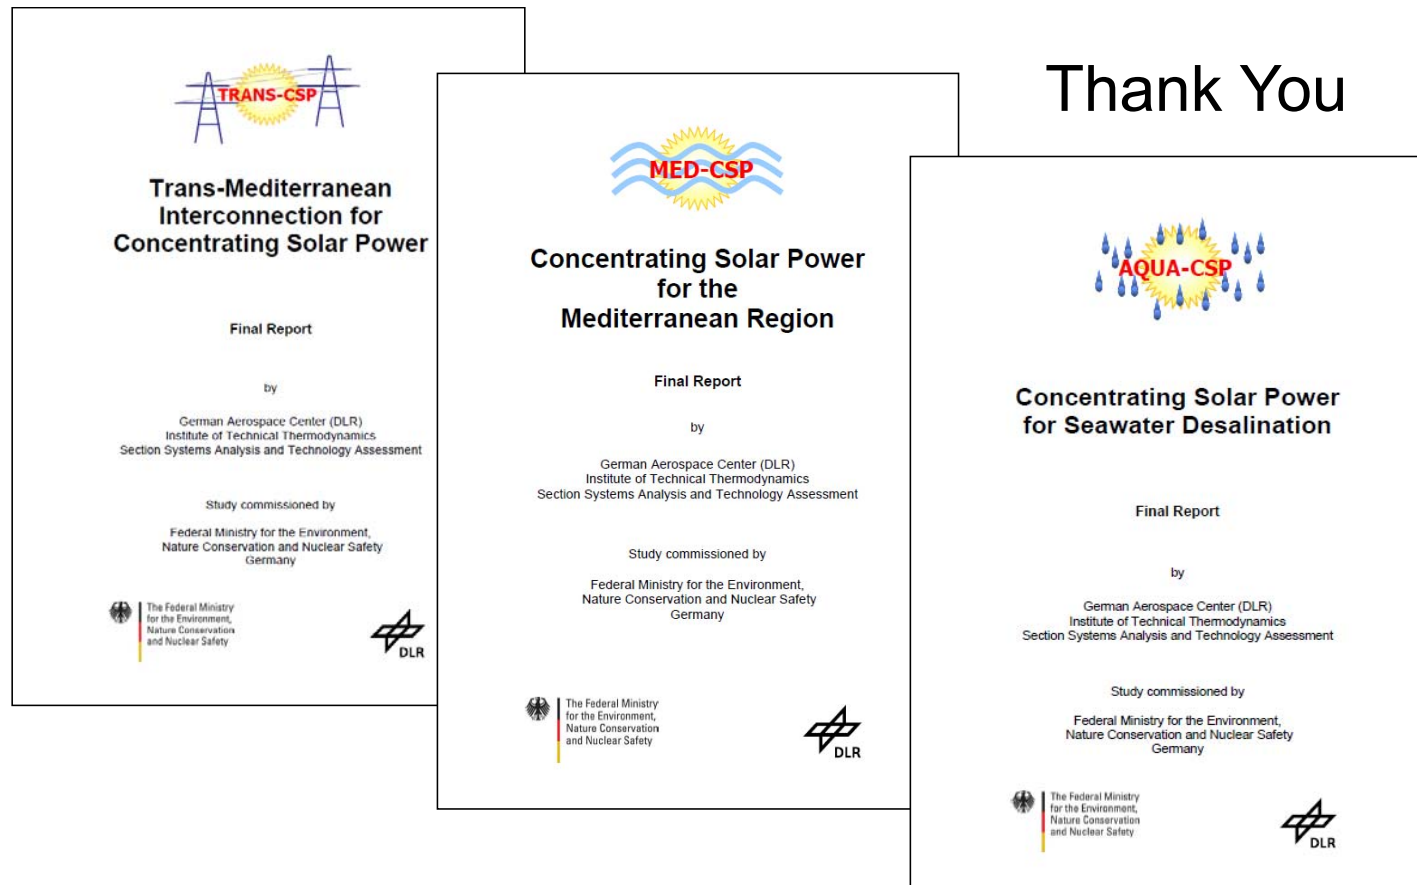 Thank You
TRANS-CSP
Trans-Mediterranean
Interconnection for
Concentrating Solar Power
Final Report
by
German Aerospace Center (DLR)
Institute of Technical Thermodynamics
Section Systems Analysis and Technology Assessment
Study commissioned by
Federal Ministry for the Environment,
Nature Conservation and Nuclear Safety
Germany
The Federal Ministry
for the Environment,
Nature Conservation
and Nuclear Safety
DLR
MED-CSP
Concentrating Solar Power
for the
Mediterranean Region
Final Report
by
German Aerospace Center (DLR)
Institute of Technical Thermodynamics
Section Systems Analysis and Technology Assessment
Study commissioned by
Federal Ministry for the Environment,
Nature Conservation and Nuclear Safety
Germany
The Federal Ministry
for the Environment,
Nature Conservation
and Nuclear Safety
DLR
AQUA-CSP
Concentrating Solar Power
for Seawater Desalination
Final Report
by
German Aerospace Center (DLR)
Institute of Technical Thermodynamics
Section Systems Analysis and Technology Assessment
Study commissioned by
Federal Ministry for the Environment,
Nature Conservation and Nuclear Safety
Germany
The Federal Ministry
for the Environment,
Nature Conservation
and Nuclear Safety
DLR